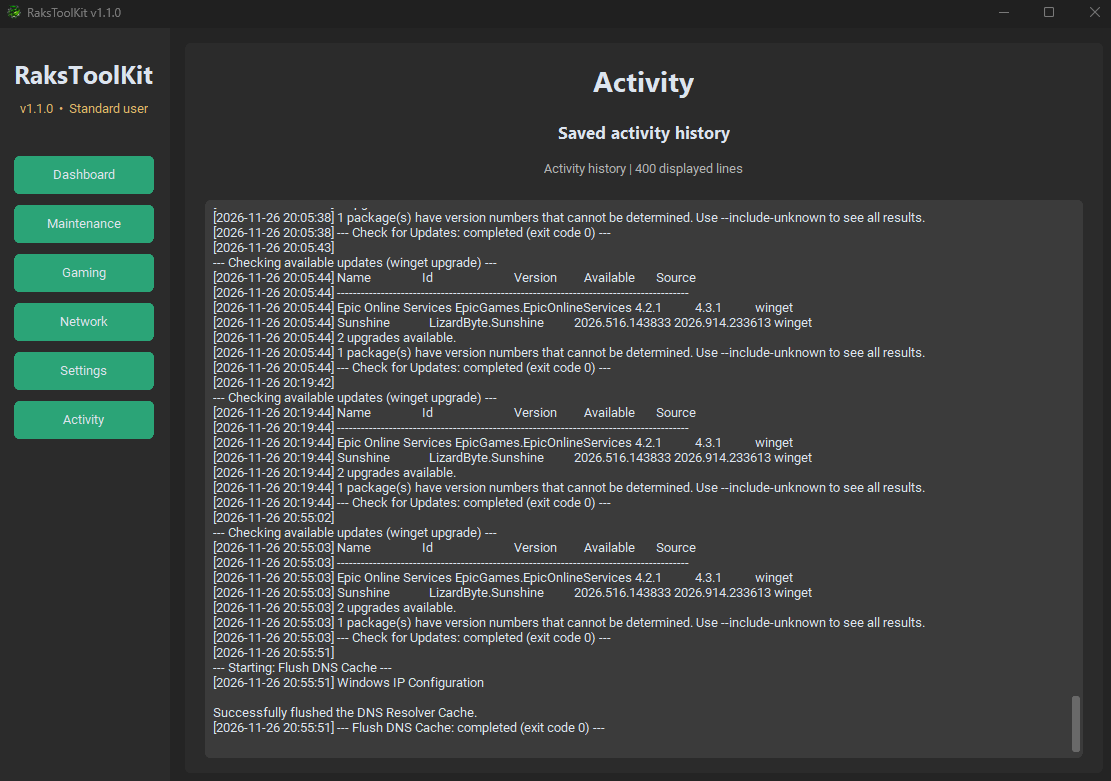 RaksToolKit v1.1.0
RaksToolKit
v1.1.0 • Standard user
Dashboard
Maintenance
Gaming
Network
Settings
Activity
Activity
Saved activity history
Activity history | 400 displayed lines
[2026-11-26 20:05:38] 1 package(s) have version numbers that cannot be determined. Use --include-unknown to see all results.
[2026-11-26 20:05:38] --- Check for Updates: completed (exit code 0) ---
[2026-11-26 20:05:43]
--- Checking available updates (winget upgrade) ---
[2026-11-26 20:05:44] Name Id Version Available Source
[2026-11-26 20:05:44] ----------------------------------------------------------------------------------------
[2026-11-26 20:05:44] Epic Online Services EpicGames.EpicOnlineServices 4.2.1 4.3.1 winget
[2026-11-26 20:05:44] Sunshine LizardByte.Sunshine 2026.516.143833 2026.914.233613 winget
[2026-11-26 20:05:44] 2 upgrades available.
[2026-11-26 20:05:44] 1 package(s) have version numbers that cannot be determined. Use --include-unknown to see all results.
[2026-11-26 20:05:44] --- Check for Updates: completed (exit code 0) ---
[2026-11-26 20:19:42]
--- Checking available updates (winget upgrade) ---
[2026-11-26 20:19:44] Name Id Version Available Source
[2026-11-26 20:19:44] ----------------------------------------------------------------------------------------
[2026-11-26 20:19:44] Epic Online Services EpicGames.EpicOnlineServices 4.2.1 4.3.1 winget
[2026-11-26 20:19:44] Sunshine LizardByte.Sunshine 2026.516.143833 2026.914.233613 winget
[2026-11-26 20:19:44] 2 upgrades available.
[2026-11-26 20:19:44] 1 package(s) have version numbers that cannot be determined. Use --include-unknown to see all results.
[2026-11-26 20:19:44] --- Check for Updates: completed (exit code 0) ---
[2026-11-26 20:55:02]
--- Checking available updates (winget upgrade) ---
[2026-11-26 20:55:03] Name Id Version Available Source
[2026-11-26 20:55:03] ----------------------------------------------------------------------------------------
[2026-11-26 20:55:03] Epic Online Services EpicGames.EpicOnlineServices 4.2.1 4.3.1 winget
[2026-11-26 20:55:03] Sunshine LizardByte.Sunshine 2026.516.143833 2026.914.233613 winget
[2026-11-26 20:55:03] 2 upgrades available.
[2026-11-26 20:55:03] 1 package(s) have version numbers that cannot be determined. Use --include-unknown to see all results.
[2026-11-26 20:55:03] --- Check for Updates: completed (exit code 0) ---
[2026-11-26 20:55:51]
--- Starting: Flush DNS Cache ---
[2026-11-26 20:55:51] Windows IP Configuration
Successfully flushed the DNS Resolver Cache.
[2026-11-26 20:55:51] --- Flush DNS Cache: completed (exit code 0) ---